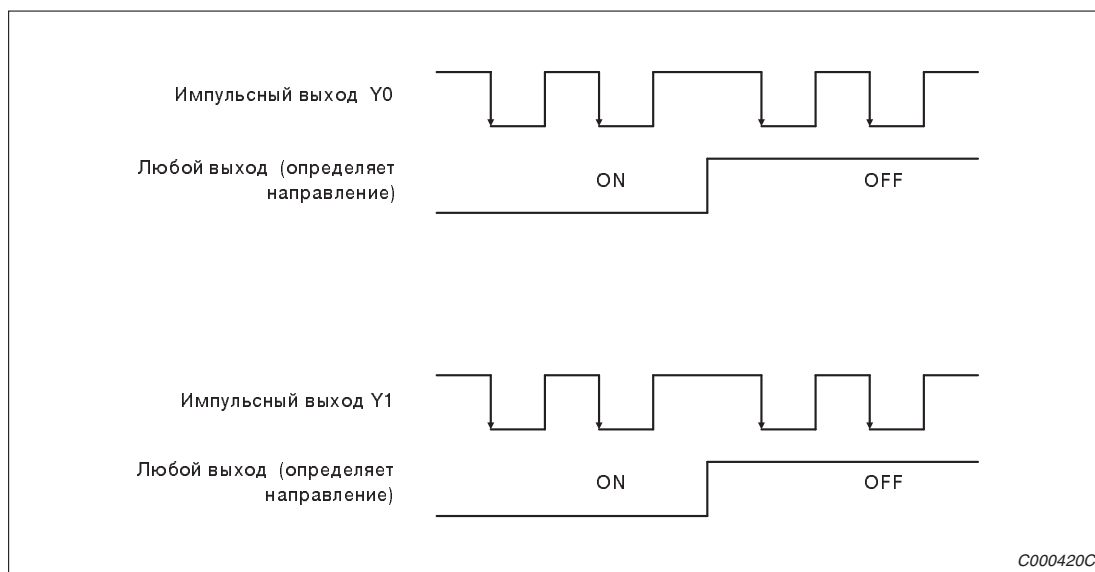 Импульсный выход Y0
Любой выход (определяет
направление)
ON
OFF
Импульсный выход Y1
Любой выход (определяет
направление)
ON
OFF
C000420C